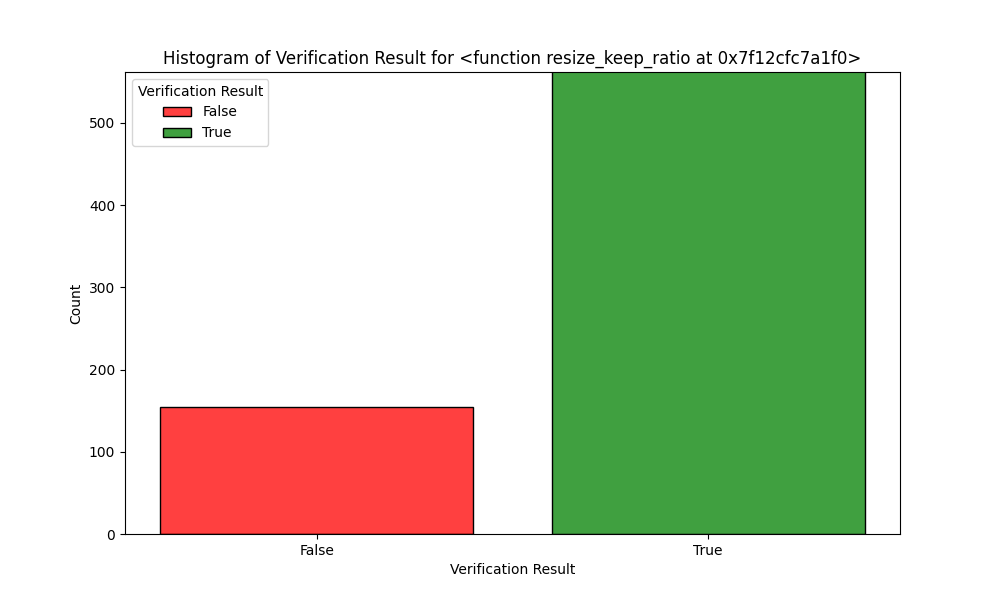 Histogram of Verification Result for <function resize_keep_ratio at 0x7f12cfc7a1f0>
Verification Result
False
True
500
400
300
200
100
0
Count
False
True
Verification Result